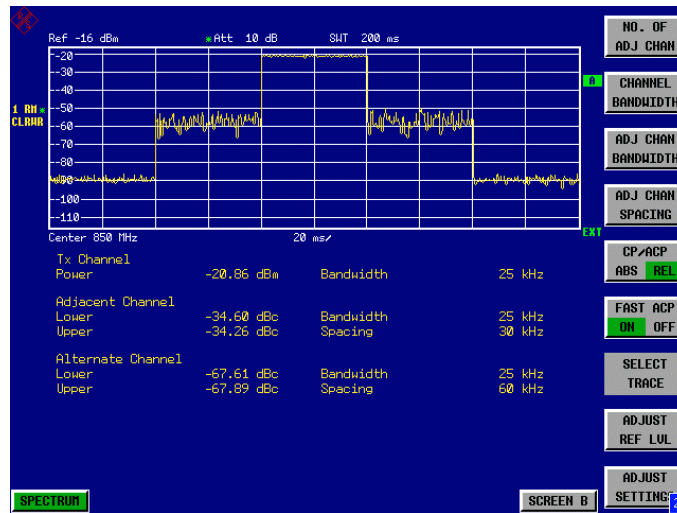 Ref -16 dBm *Att 10 dB SWT 200 ms
-20
-30
-40
-50
-60
-70
-80
-90
-100
-110
1 RM *
CLRWR
A
EXT
Center 850 MHz 20 ms/
Tx Channel
Power -20.86 dBm Bandwidth 25 kHz
Adjacent Channel
Lower -34.60 dBc Bandwidth 25 kHz
Upper -34.26 dBc Spacing 30 kHz
Alternate Channel
Lower -67.61 dBc Bandwidth 25 kHz
Upper -67.89 dBc Spacing 60 kHz
SPECTRUM
SCREEN B
NO. OF
ADJ CHAN
CHANNEL
BANDWIDTH
ADJ CHAN
BANDWIDTH
ADJ CHAN
SPACING
CP/ACP
ABS REL
FAST ACP
ON OFF
SELECT
TRACE
ADJUST
REF LVL
ADJUST
SETTINGS
2